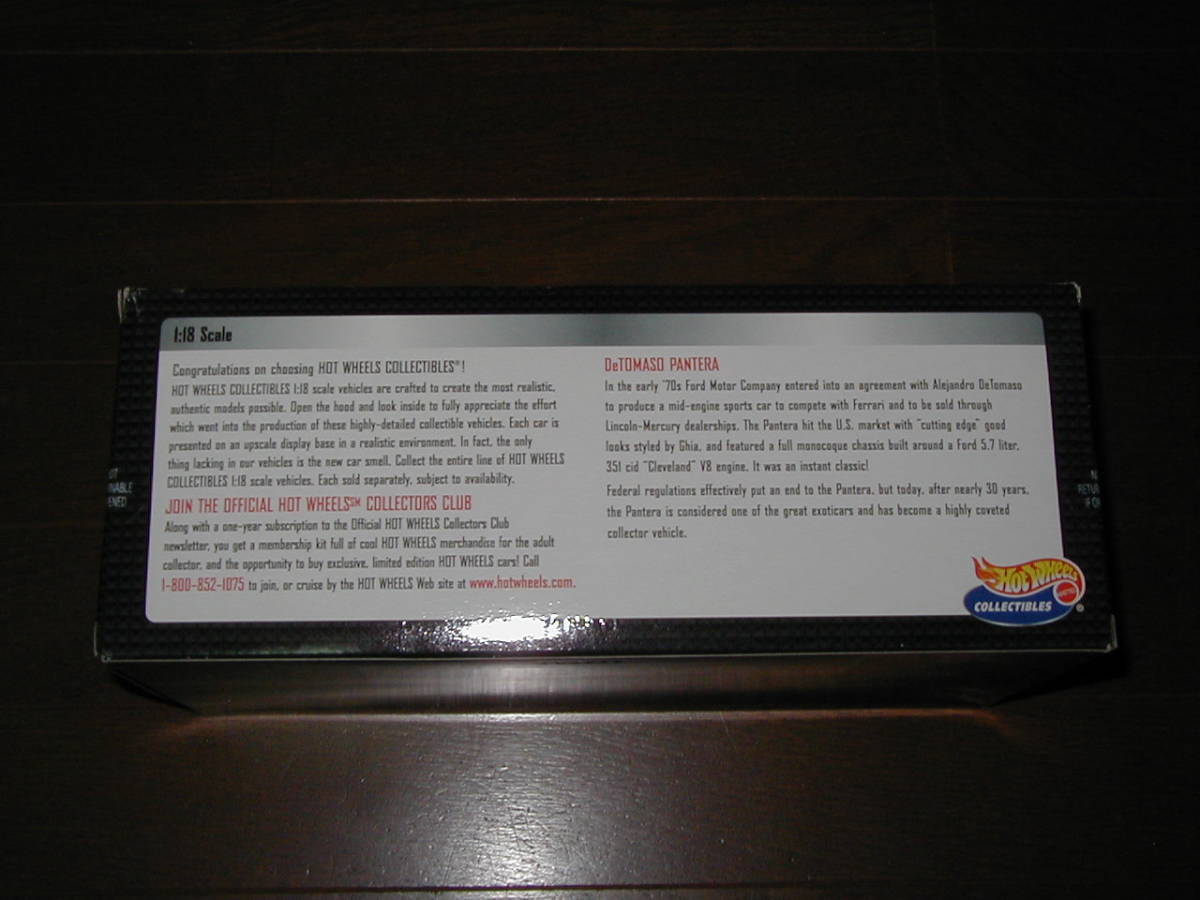 1:18 Scale
Congratulations on choosing HOT WHEELS COLLECTIBLES®!
HOT WHEELS COLLECTIBLES 1:18 scale vehicles are crafted to create the most realistic,
authentic models possible. Open the hood and look inside to fully appreciate the effort
which went into the production of these highly-detailed collectible vehicles. Each car is
presented on an upscale display base in a realistic environment. In fact, the only
thing lacking in our vehicles is the new car smell. Collect the entire line of HOT WHEELS
COLLECTIBLES 1:18 scale vehicles. Each sold separately, subject to availability.
JOIN THE OFFICIAL HOT WHEELS℠ COLLECTORS CLUB
Along with a one-year subscription to the Official HOT WHEELS Collectors Club
newsletter, you get a membership kit full of cool HOT WHEELS merchandise for the adult
collector, and the opportunity to buy exclusive, limited edition HOT WHEELS cars! Call
1-800-852-1075 to join, or cruise by the HOT WHEELS Web site at www.hotwheels.com.
DeTOMASO PANTERA
In the early '70s Ford Motor Company entered into an agreement with Alejandro DeTomaso
to produce a mid-engine sports car to compete with Ferrari and to be sold through
Lincoln-Mercury dealerships. The Pantera hit the U.S. market with "cutting edge" good
looks styled by Ghia, and featured a full monocoque chassis built around a Ford 5.7 liter,
351 cid "Cleveland" V8 engine. It was an instant classic!
Federal regulations effectively put an end to the Pantera, but today, after nearly 30 years,
the Pantera is considered one of the great exoticars and has become a highly coveted
collector vehicle.
Hot Wheels
MATTEL
COLLECTIBLES ®